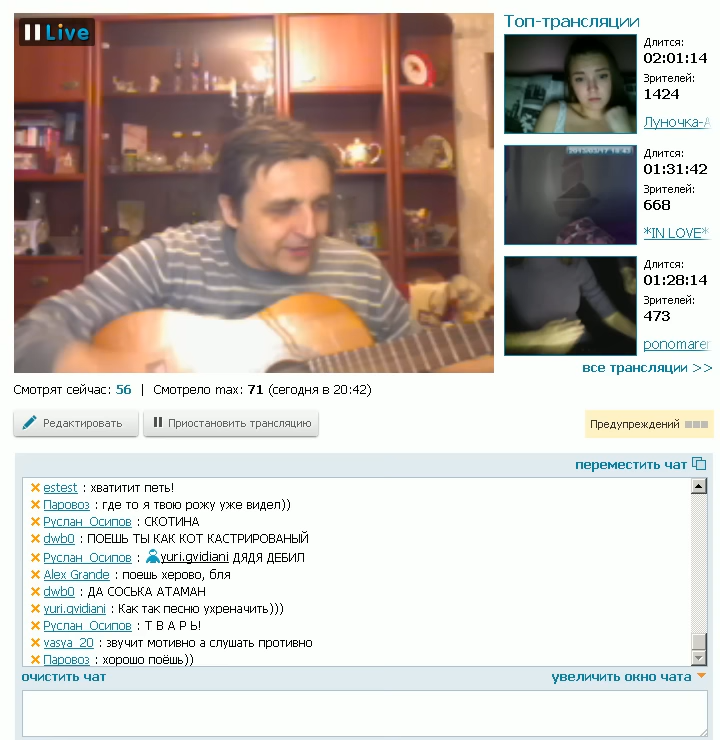 Live
Топ-трансляции
Длится:
02:01:14
Зрителей:
1424
Луночка-А
Длится:
01:31:42
Зрителей:
668
*IN LOVE*
Длится:
01:28:14
Зрителей:
473
ponomarer
все трансляции >>
Смотрят сейчас: 56 | Смотрело max: 71 (сегодня в 20:42)
Редактировать
Приостановить трансляцию
Предупреждений
переместить чат
estest : хватитит петь!
Паровоз : где то я твою рожу уже видел))
Руслан_Осипов : СКОТИНА
dwb0 : ПОЕШЬ ТЫ КАК КОТ КАСТРИРОВАНЫЙ
Руслан_Осипов : yuri.gvidiani ДЯДЯ ДЕБИЛ
Alex Grande : поешь херово, бля
dwb0 : ДА СОСЬКА АТАМАН
yuri.gvidiani : Как так песню ухреначить)))
Руслан_Осипов : Т В А Р Ь!
vasya_20 : звучит мотивно а слушать противно
Паровоз : хорошо поёшь))
очистить чат
увеличить окно чата